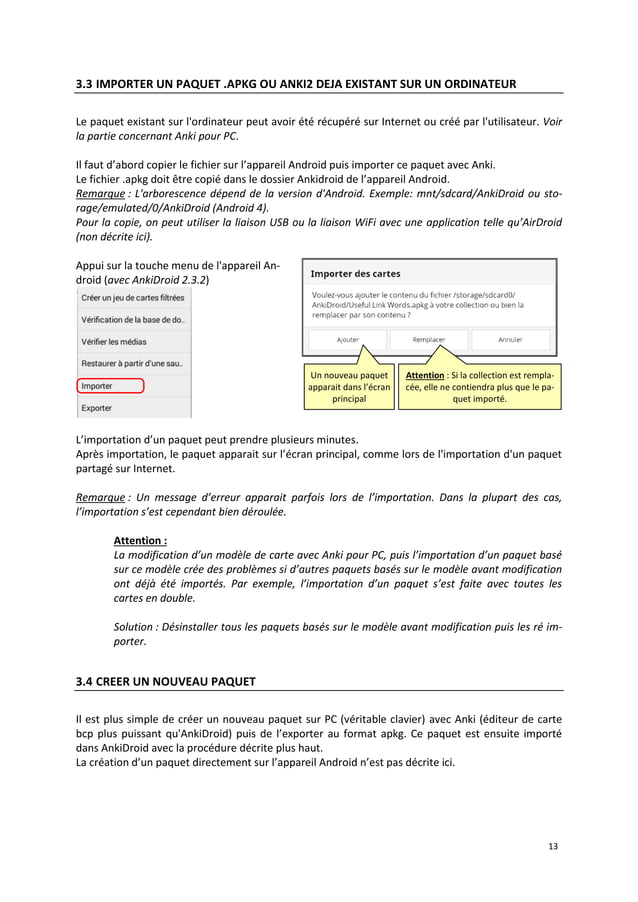 3.3 IMPORTER UN PAQUET .APKG OU ANKI2 DEJA EXISTANT SUR UN ORDINATEUR
Le paquet existant sur l'ordinateur peut avoir été récupéré sur Internet ou créé par l'utilisateur. Voir
la partie concernant Anki pour PC.
Il faut d'abord copier le fichier sur l'appareil Android puis importer ce paquet avec Anki.
Le fichier .apkg doit être copié dans le dossier Ankidroid de l'appareil Android.
Remarque : L'arborescence dépend de la version d'Android. Exemple: mnt/sdcard/AnkiDroid ou sto-
rage/emulated/0/AnkiDroid (Android 4).
Pour la copie, on peut utiliser la liaison USB ou la liaison WiFi avec une application telle qu'AirDroid
(non décrite ici).
Appui sur la touche menu de l'appareil An-
droid (avec AnkiDroid 2.3.2)
Créer un jeu de cartes filtrées
Vérification de la base de do..
Vérifier les médias
Restaurer à partir d'une sau..
Importer
Exporter
Importer des cartes
Voulez-vous ajouter le contenu du fichier /storage/sdcard0/
AnkiDroid/Useful Link Words.apkg à votre collection ou bien la
remplacer par son contenu ?
Ajouter
Remplacer
Annuler
Un nouveau paquet
apparait dans l'écran
principal
Attention : Si la collection est rempla-
cée, elle ne contiendra plus que le pa-
quet importé.
L'importation d'un paquet peut prendre plusieurs minutes.
Après importation, le paquet apparait sur l'écran principal, comme lors de l'importation d'un paquet
partagé sur Internet.
Remarque : Un message d'erreur apparait parfois lors de l'importation. Dans la plupart des cas,
l'importation s'est cependant bien déroulée.
Attention :
La modification d'un modèle de carte avec Anki pour PC, puis l'importation d'un paquet basé
sur ce modèle crée des problèmes si d'autres paquets basés sur le modèle avant modification
ont déjà été importés. Par exemple, l'importation d'un paquet s'est faite avec toutes les
cartes en double.
Solution : Désinstaller tous les paquets basés sur le modèle avant modification puis les ré im-
porter.
3.4 CREER UN NOUVEAU PAQUET
Il est plus simple de créer un nouveau paquet sur PC (véritable clavier) avec Anki (éditeur de carte
bcp plus puissant qu'AnkiDroid) puis de l'exporter au format apkg. Ce paquet est ensuite importé
dans AnkiDroid avec la procédure décrite plus haut.
La création d'un paquet directement sur l'appareil Android n'est pas décrite ici.
13